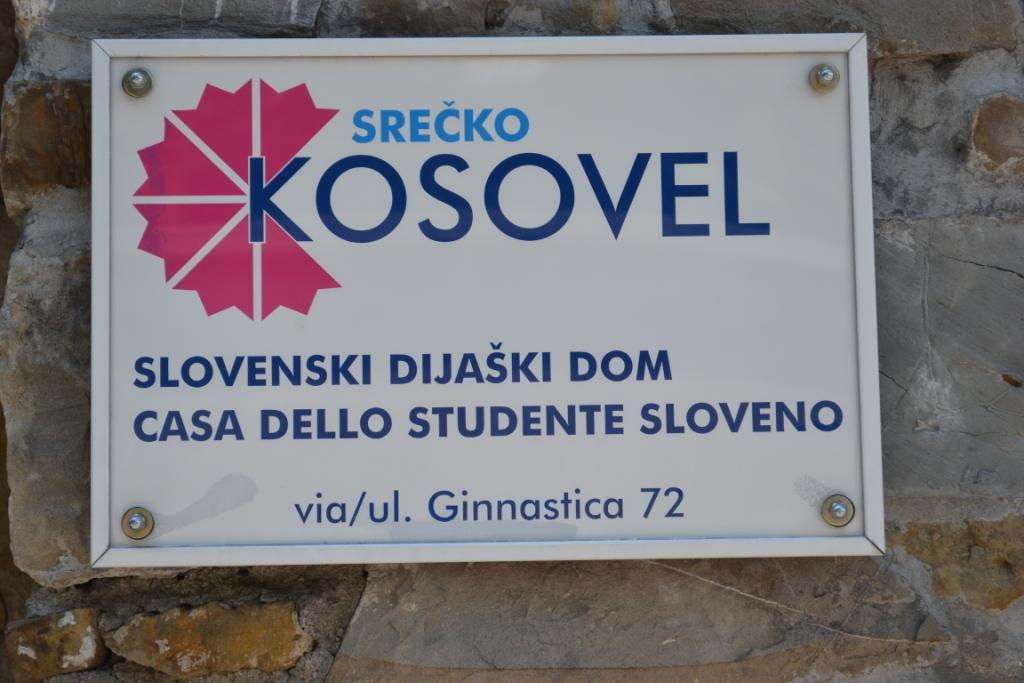 SREČKO
KOSOVEL
SLOVENSKI DIJAŠKI DOM
CASA DELLO STUDENTE SLOVENO
via/ul. Ginnastica 72